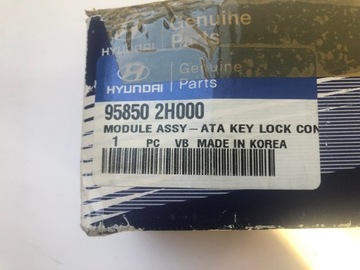 Genuine
HYUNDAI Parts
HYUNDAI
Genuine
Parts
95850 2H000
MODULE ASSY-ATA KEY LOCK CON
1 PC VB MADE IN KOREA